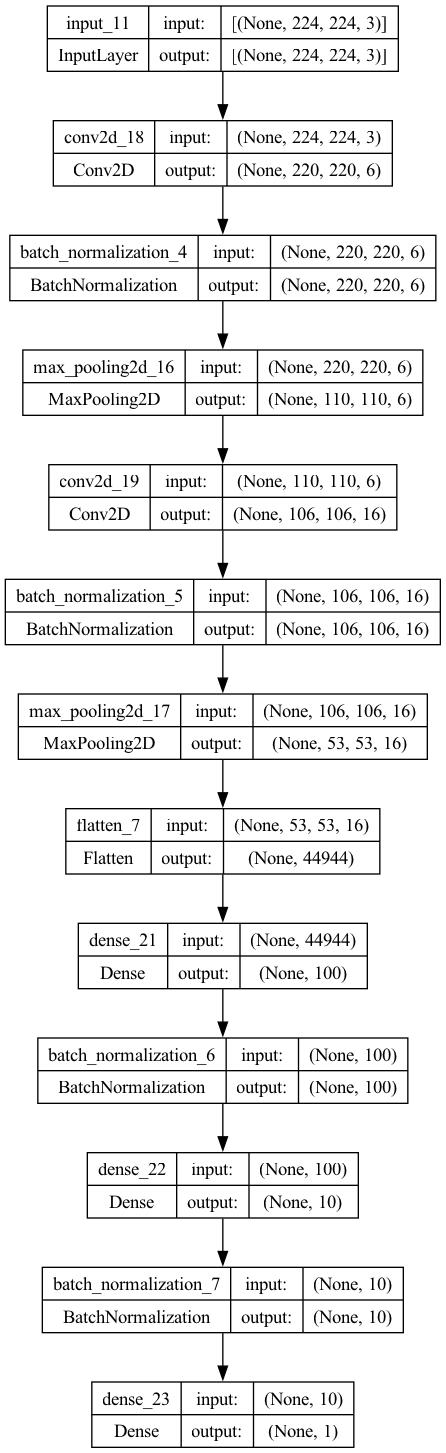 input_11 input: [(None, 224, 224, 3)]
InputLayer output: [(None, 224, 224, 3)]
conv2d_18 input: (None, 224, 224, 3)
Conv2D output: (None, 220, 220, 6)
batch_normalization_4 input: (None, 220, 220, 6)
BatchNormalization output: (None, 220, 220, 6)
max_pooling2d_16 input: (None, 220, 220, 6)
MaxPooling2D output: (None, 110, 110, 6)
conv2d_19 input: (None, 110, 110, 6)
Conv2D output: (None, 106, 106, 16)
batch_normalization_5 input: (None, 106, 106, 16)
BatchNormalization output: (None, 106, 106, 16)
max_pooling2d_17 input: (None, 106, 106, 16)
MaxPooling2D output: (None, 53, 53, 16)
flatten_7 input: (None, 53, 53, 16)
Flatten output: (None, 44944)
dense_21 input: (None, 44944)
Dense output: (None, 100)
batch_normalization_6 input: (None, 100)
BatchNormalization output: (None, 100)
dense_22 input: (None, 100)
Dense output: (None, 10)
batch_normalization_7 input: (None, 10)
BatchNormalization output: (None, 10)
dense_23 input: (None, 10)
Dense output: (None, 1)